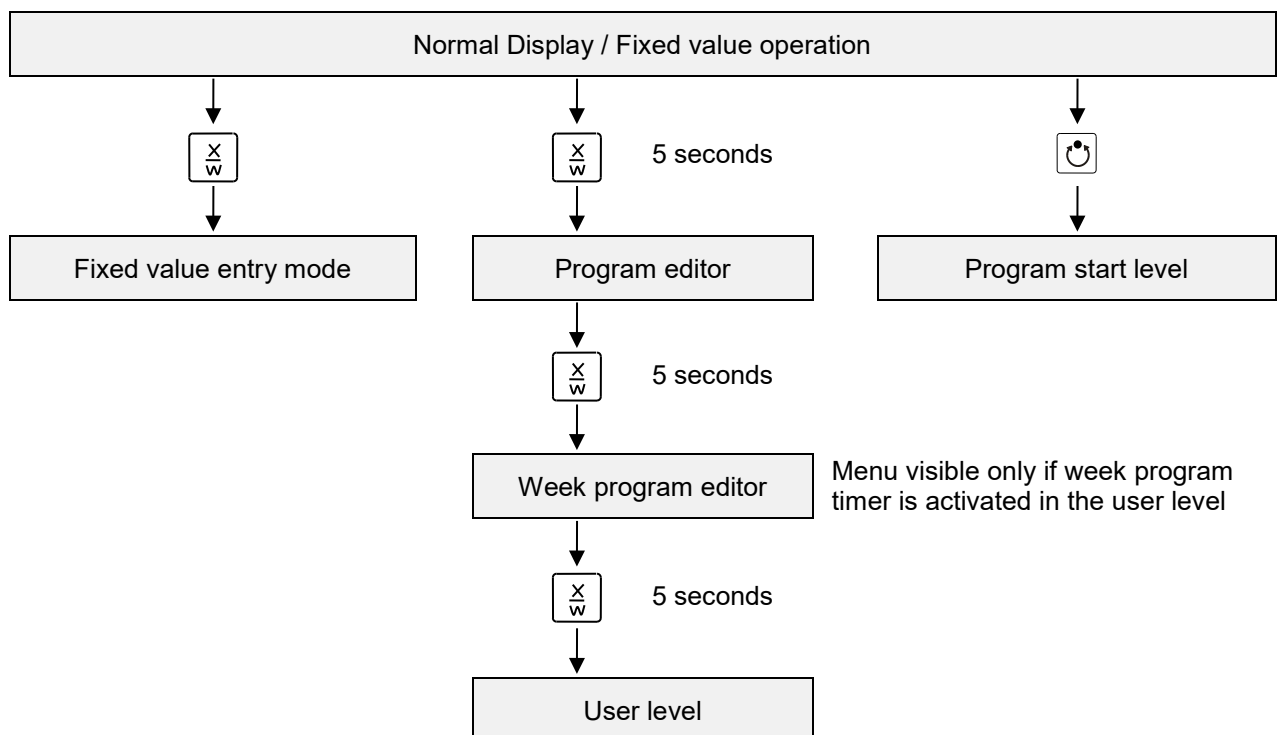 Normal Display / Fixed value operation
X
W
X
W
5 seconds
Fixed value entry mode
Program editor
Program start level
X
W
5 seconds
Week program editor
Menu visible only if week program
timer is activated in the user level
X
W
5 seconds
User level